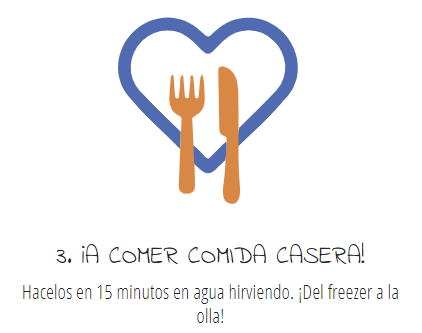 3. ¡A COMER COMIDA CASERA!
Hacelos en 15 minutos en agua hirviendo. ¡Del freezer a la
olla!